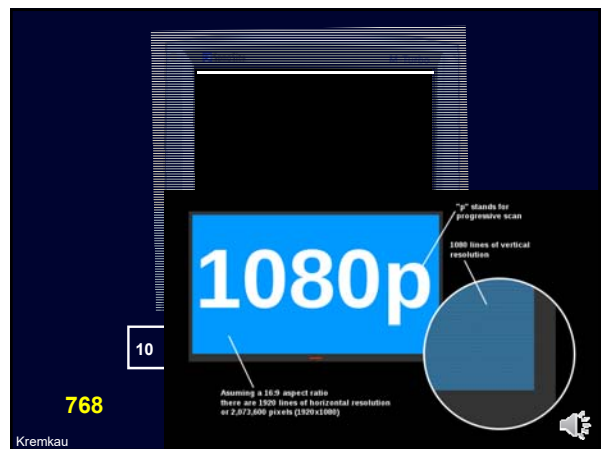 "p" stands for
progressive scan
1080 lines of vertical
resolution
1080p
10
Asuming a 16:9 aspect ratio
there are 1920 lines of horizontal resolution
or 2,073,600 pixels (1920x1080)
768
Kremkau